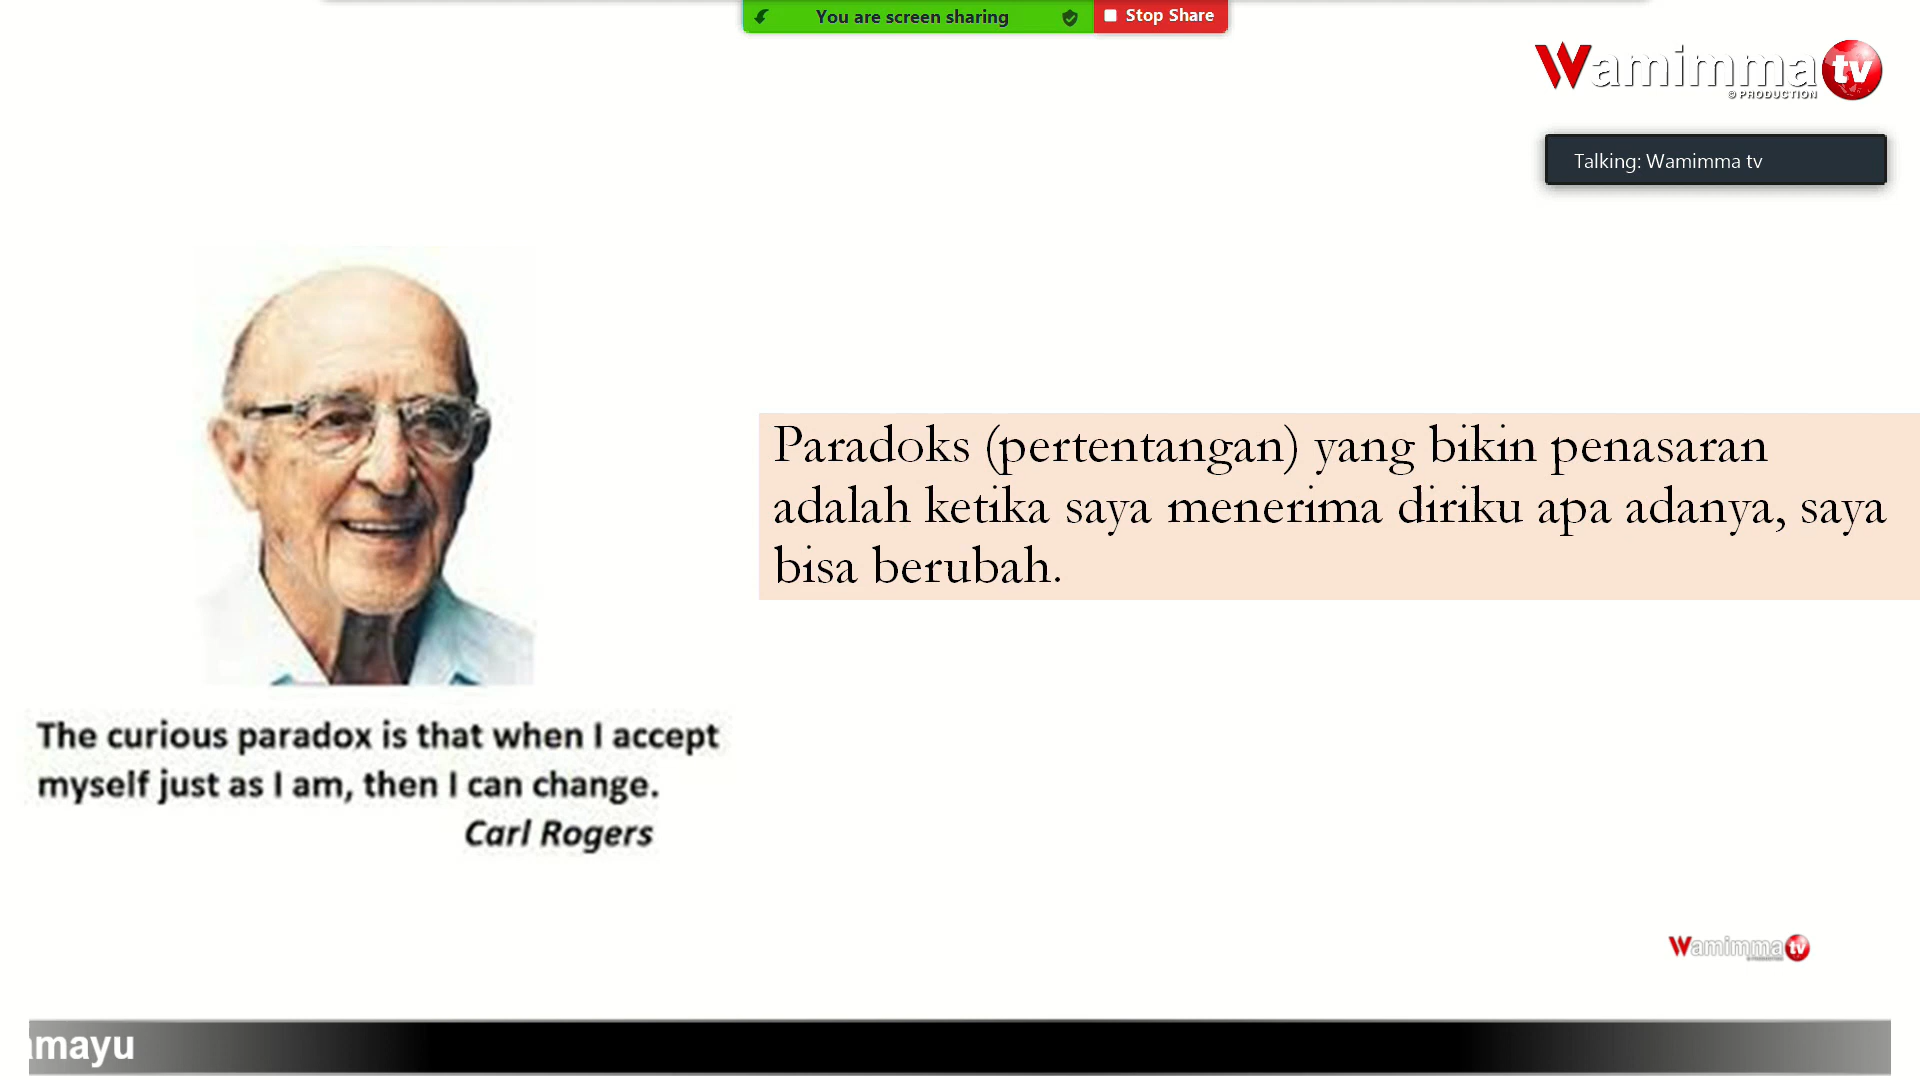 You are screen sharing
Stop Share
Wamimma tv
© PRODUCTION
Talking: Wamimma tv
Paradoks (pertentangan) yang bikin penasaran
adalah ketika saya menerima diriku apa adanya, saya
bisa berubah.
The curious paradox is that when I accept
myself just as I am, then I can change.
Carl Rogers
Wamimma tv